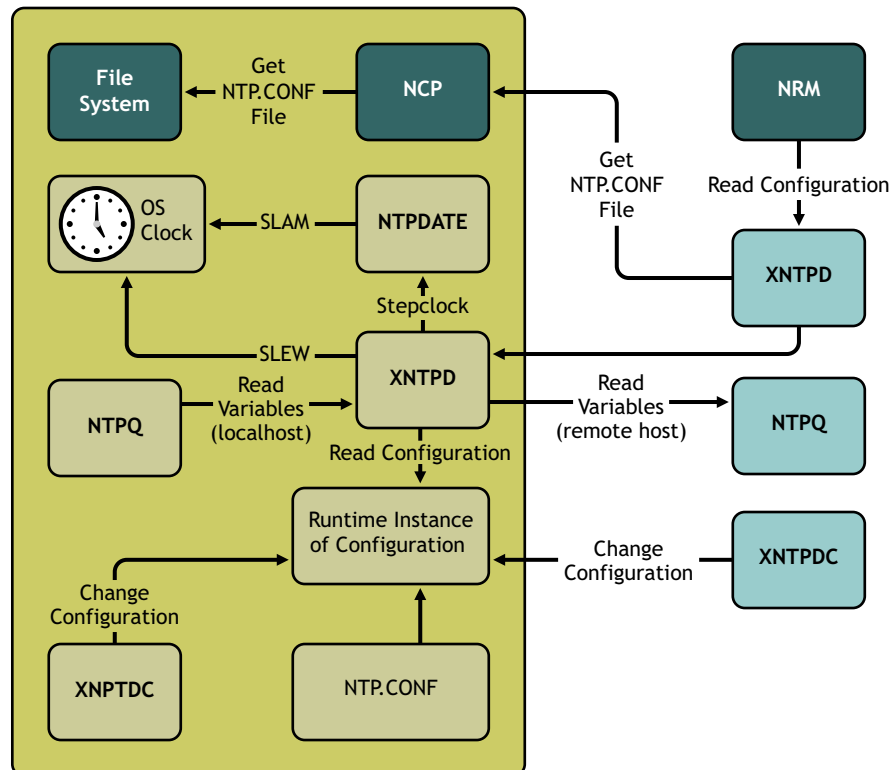 File
System
Get
NTP.CONF
File
NCP
NRM
Get
NTP.CONF
File
Read Configuration
OS
Clock
SLAM
NTPDATE
XNTPD
Stepclock
SLEW
XNTPD
NTPQ
Read
Variables
(localhost)
Read
Variables
(remote host)
NTPQ
Read Configuration
Runtime Instance
of Configuration
Change
Configuration
XNTPDC
Change
Configuration
XNPTDC
NTP.CONF